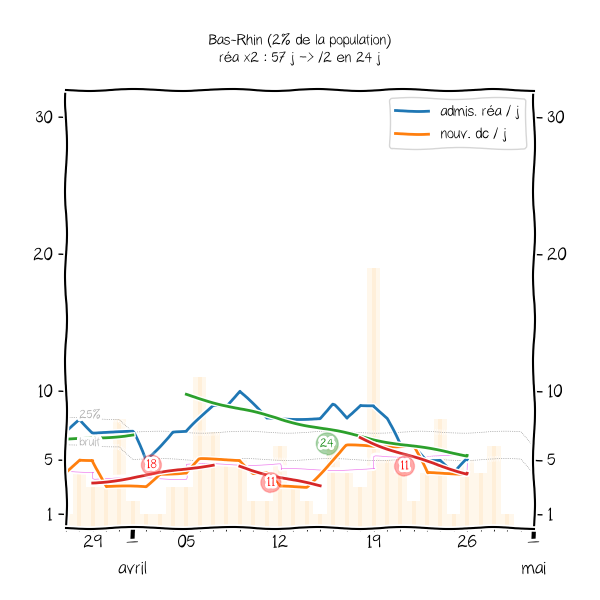 Bas-Rhin (2% de la population)
réa x2 : 57 j -> /2 en 24 j
admis. réa / j
nouv. dc / j
30
30
20
20
10
10
25%
bruit
24
18
11
11
5
5
1
1
29
05
12
19
26
avril
mai